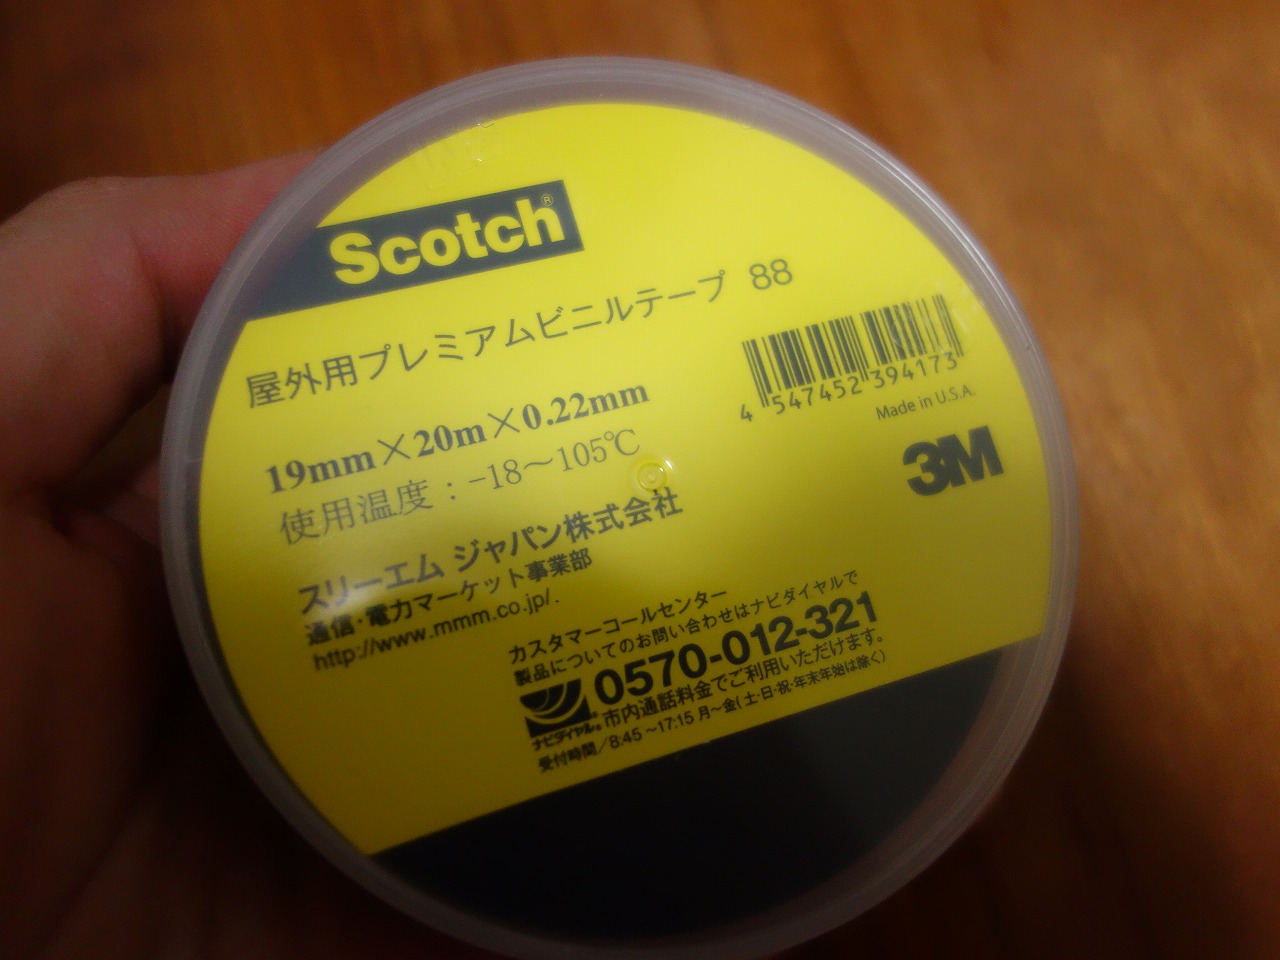 Scotch®
屋外用プレミアムビニルテープ 88
19mm×20m×0.22mm
使用温度：-18～105℃
4 547452 394173
Made in U.S.A.
3M
スリーエム ジャパン株式会社
通信・電力マーケット事業部
http://www.mmm.co.jp/.
カスタマーコールセンター
製品についてのお問い合わせはナビダイヤルで
ナビダイヤル®
0570-012-321
市内通話料金でご利用いただけます。
受付時間／8:45～17:15 月～金(土・日・祝・年末年始は除く)